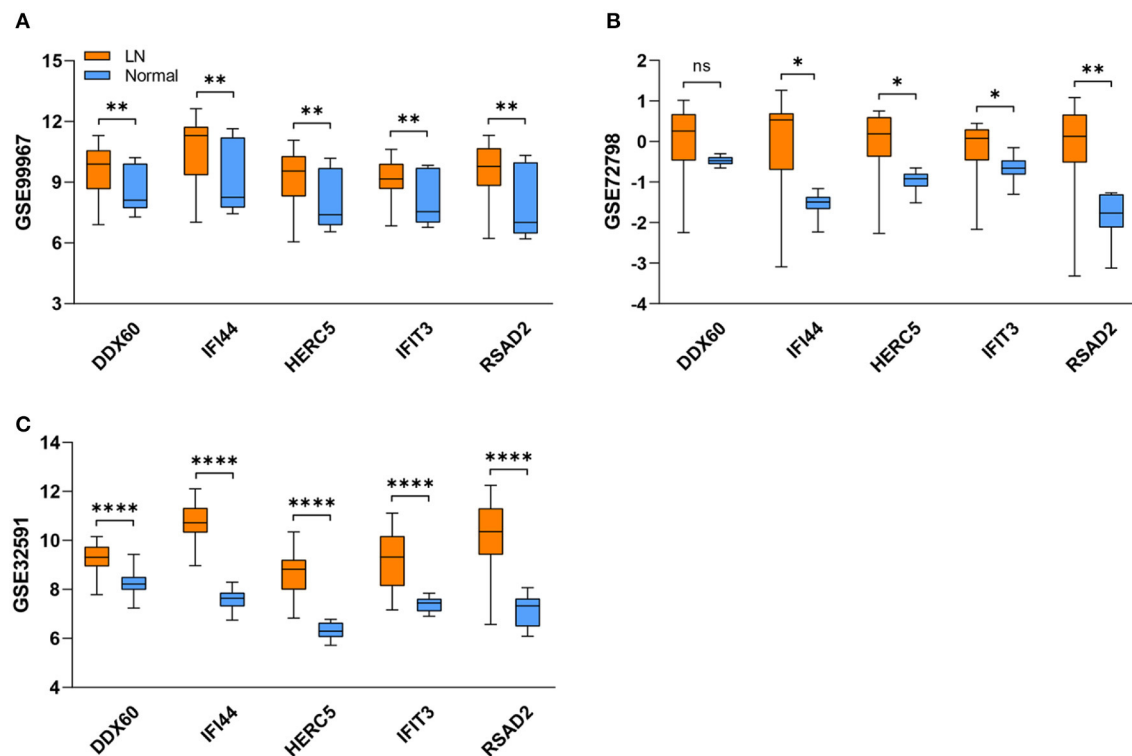 A
LN
Normal
** ** ** ** **
15
12
9
6
3
GSE99967
DDX60 IFI44 HERC5 IFIT3 RSAD2
B
ns * * * **
2
1
0
-1
-2
-3
-4
GSE72798
DDX60 IFI44 HERC5 IFIT3 RSAD2
C
**** **** **** **** ****
14
12
10
8
6
4
GSE32591
DDX60 IFI44 HERC5 IFIT3 RSAD2